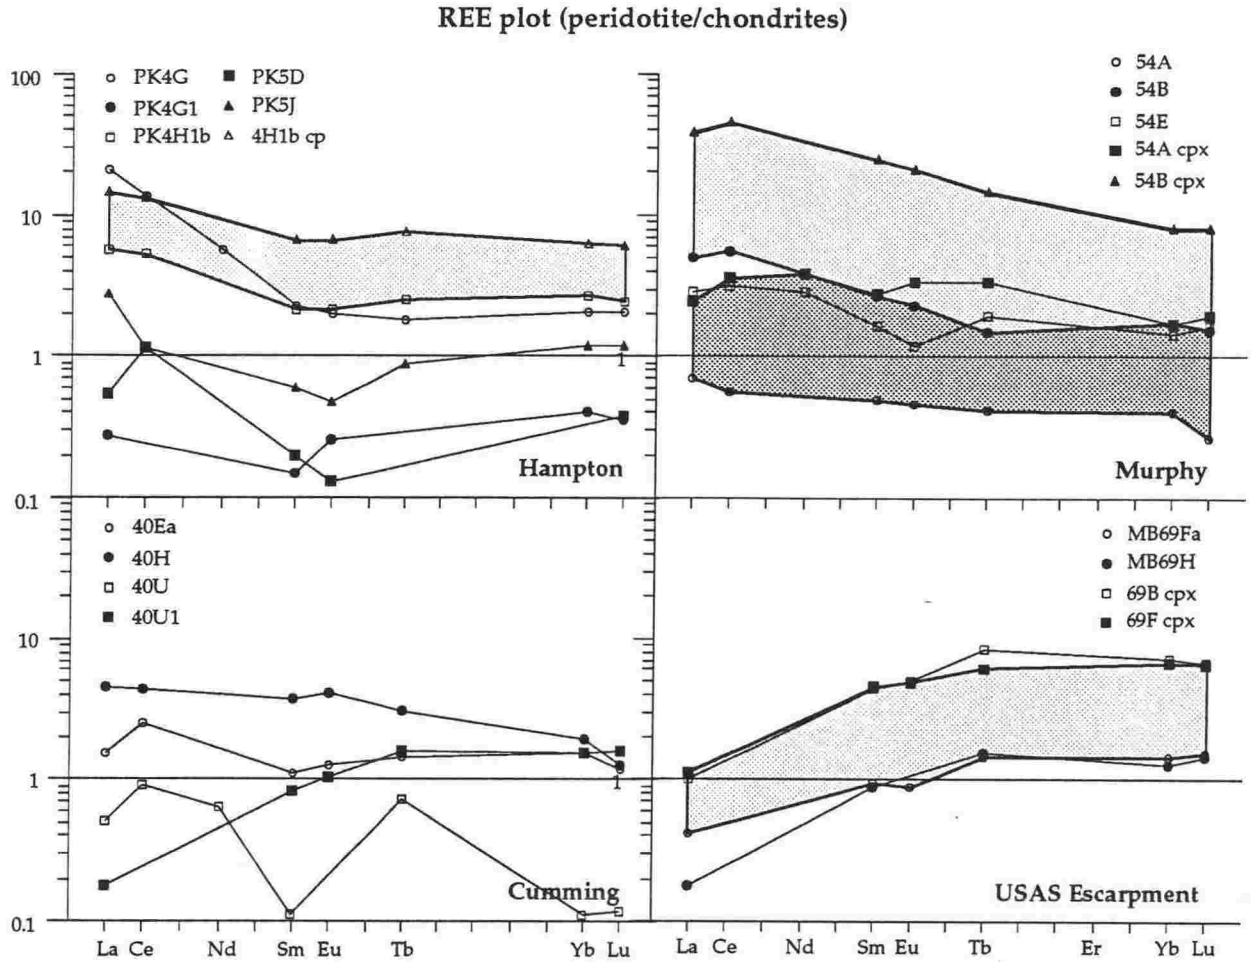 REE plot (peridotite/chondrites)
100
PK4G
PK5D
PK4G1
PK5J
PK4H1b
4H1b cp
10
1
1
0.1
Hampton
54A
54B
54E
54A cpx
54B cpx
Murphy
40Ea
40H
40U
40U1
10
1
1
0.1
Cumming
MB69Fa
MB69H
69B cpx
69F cpx
USAS Escarpment
La Ce Nd Sm Eu Tb Yb Lu
La Ce Nd Sm Eu Tb Er Yb Lu